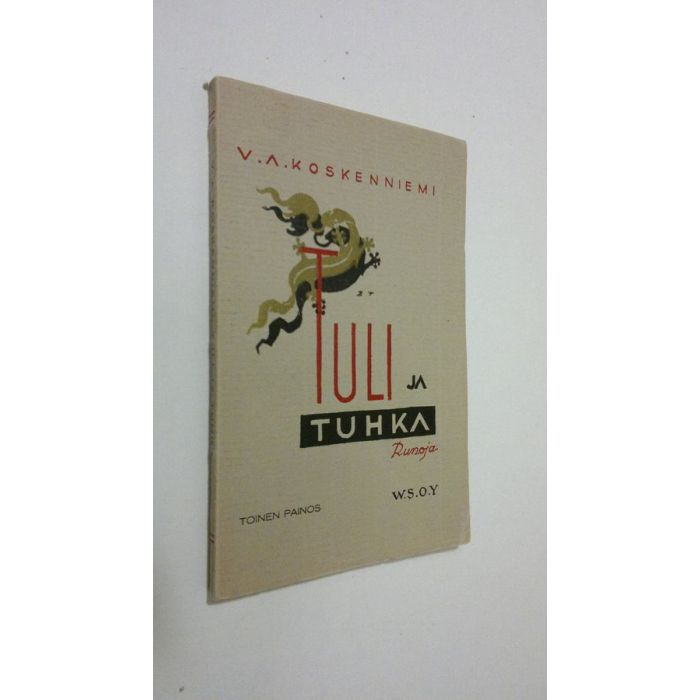 V.A.KOSKENNIEMI
TULI JA
TUHKA
Runoja
W.S.O.Y
TOINEN PAINOS